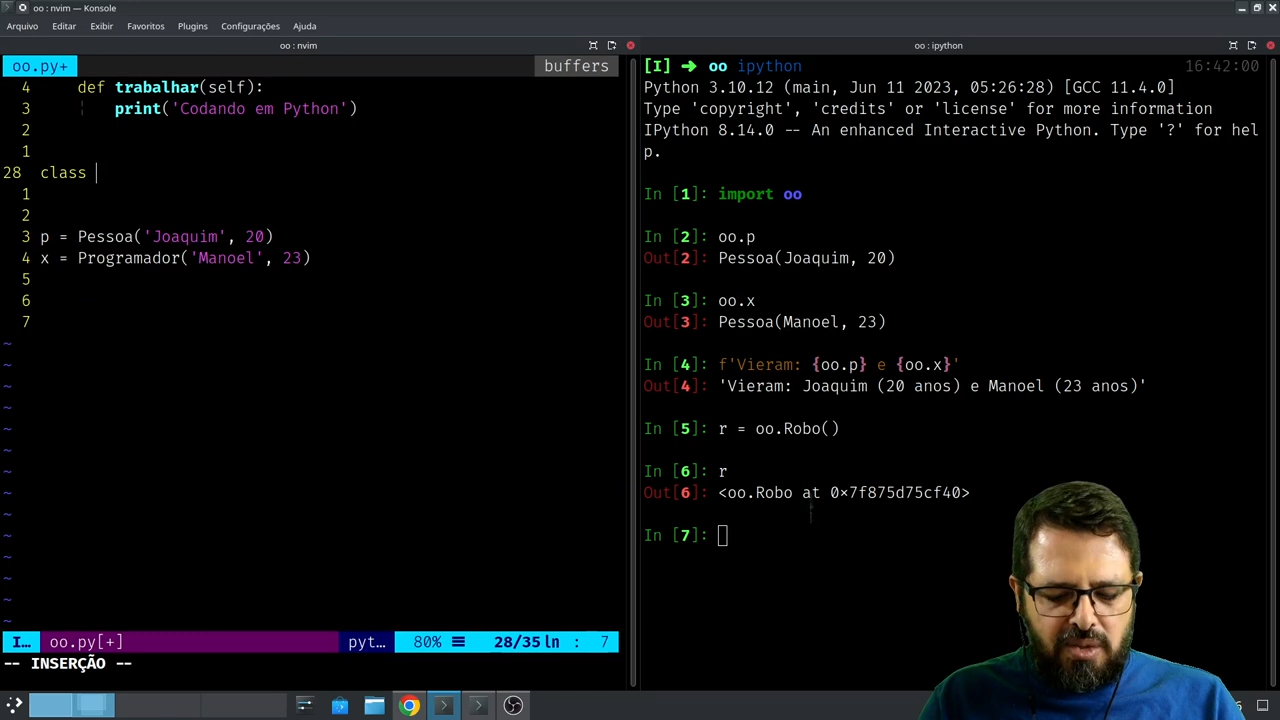 oo : nvim — Konsole
Arquivo Editar Exibir Favoritos Plugins Configurações Ajuda
oo : nvim
oo.py+ buffers
4 def trabalhar(self):
3 print('Codando em Python')
2
1
28 class
1
2
3 p = Pessoa('Joaquim', 20)
4 x = Programador('Manoel', 23)
5
6
7
~
~
~
~
~
~
~
~
~
~
~
~
~
~
I… oo.py[+] pyt… 80% ☰ 28/35 ln : 7
-- INSERÇÃO --
oo : ipython
[I] ➜ oo ipython 16:42:00
Python 3.10.12 (main, Jun 11 2023, 05:26:28) [GCC 11.4.0]
Type 'copyright', 'credits' or 'license' for more information
IPython 8.14.0 -- An enhanced Interactive Python. Type '?' for hel
p.
In [1]: import oo
In [2]: oo.p
Out[2]: Pessoa(Joaquim, 20)
In [3]: oo.x
Out[3]: Pessoa(Manoel, 23)
In [4]: f'Vieram: {oo.p} e {oo.x}'
Out[4]: 'Vieram: Joaquim (20 anos) e Manoel (23 anos)'
In [5]: r = oo.Robo()
In [6]: r
Out[6]: <oo.Robo at 0×7f875d75cf40>
In [7]: